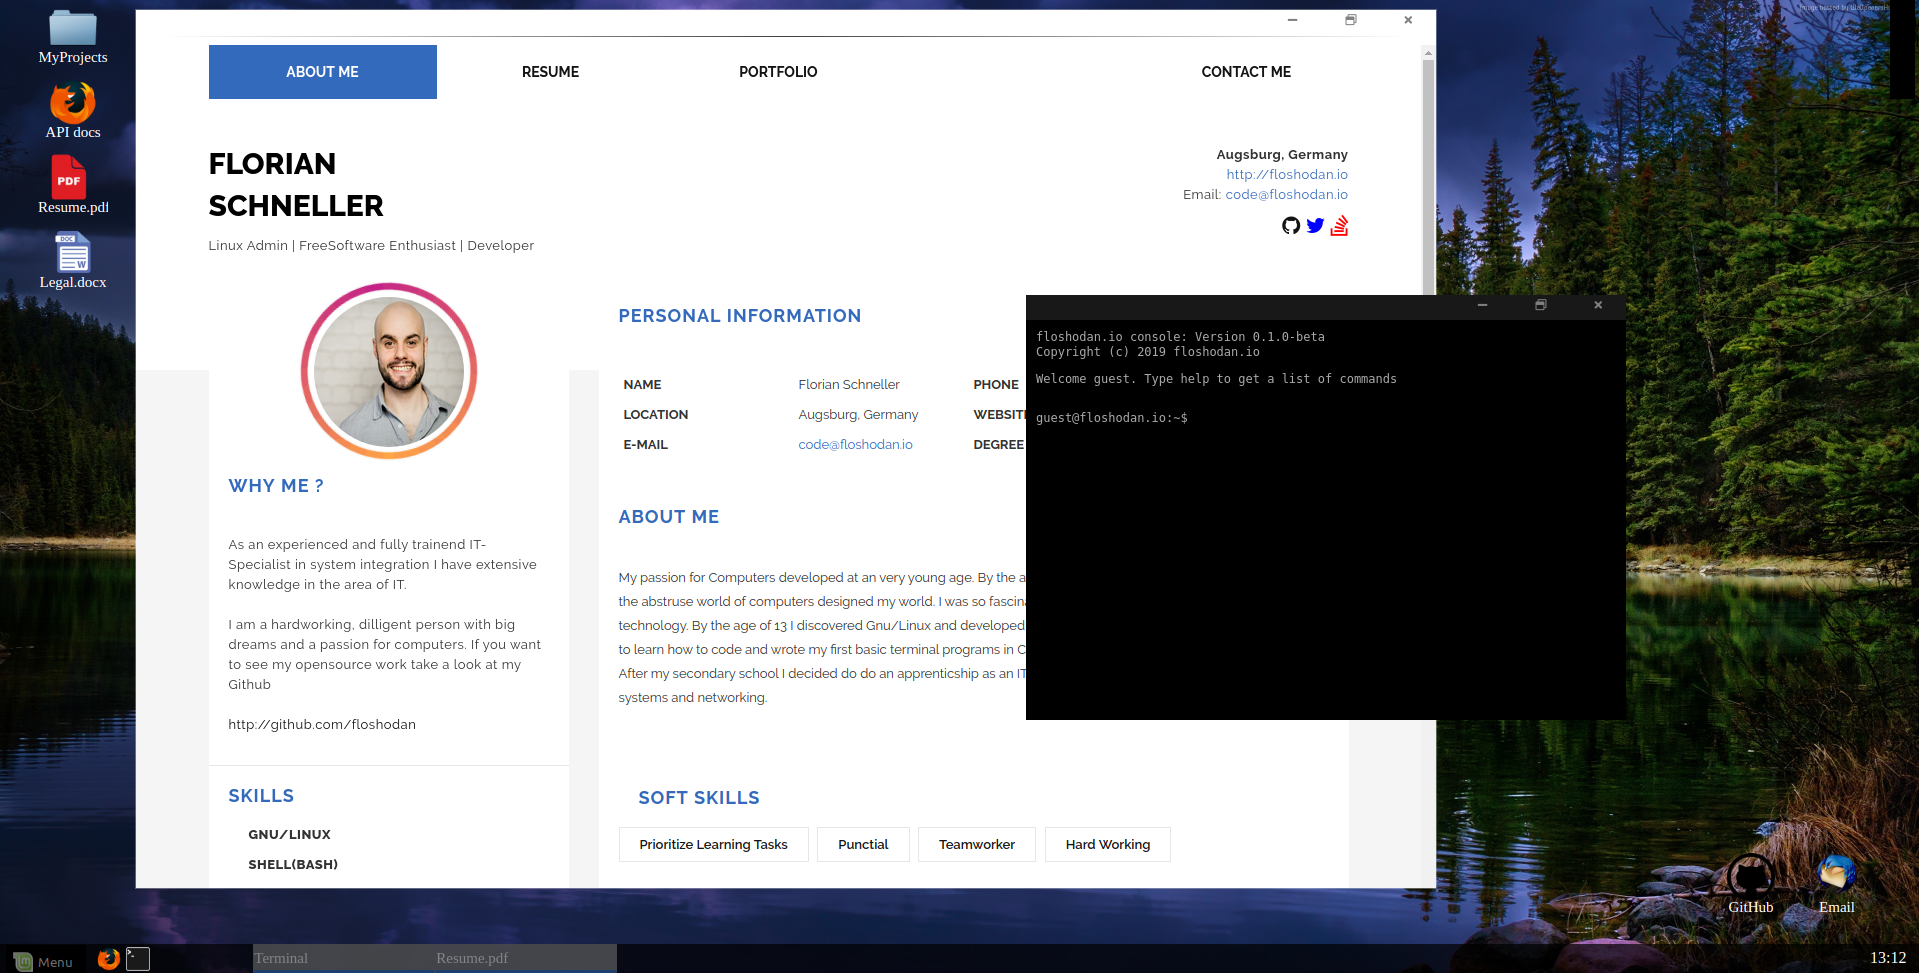 MyProjects
API docs
PDF
Resume.pdf
DOC
W
Legal.docx
ABOUT ME
RESUME
PORTFOLIO
CONTACT ME
FLORIAN
SCHNELLER
Linux Admin | FreeSoftware Enthusiast | Developer
Augsburg, Germany
http://floshodan.io
Email: code@floshodan.io
WHY ME ?
As an experienced and fully trainend IT-
Specialist in system integration I have extensive
knowledge in the area of IT.
I am a hardworking, dilligent person with big
dreams and a passion for computers. If you want
to see my opensource work take a look at my
Github
http://github.com/floshodan
SKILLS
GNU/LINUX
SHELL(BASH)
PERSONAL INFORMATION
NAME Florian Schneller PHONE
LOCATION Augsburg, Germany WEBSIT
E-MAIL code@floshodan.io DEGREE
ABOUT ME
My passion for Computers developed at an very young age. By the a
the abstruse world of computers designed my world. I was so fascin
technology. By the age of 13 I discovered Gnu/Linux and developed
to learn how to code and wrote my first basic terminal programs in C
After my secondary school I decided do do an apprenticship as an IT
systems and networking.
SOFT SKILLS
Prioritize Learning Tasks
Punctial
Teamworker
Hard Working
floshodan.io console: Version 0.1.0-beta
Copyright (c) 2019 floshodan.io
Welcome guest. Type help to get a list of commands
guest@floshodan.io:~$
GitHub
Email
Menu
Terminal
Resume.pdf
13:12